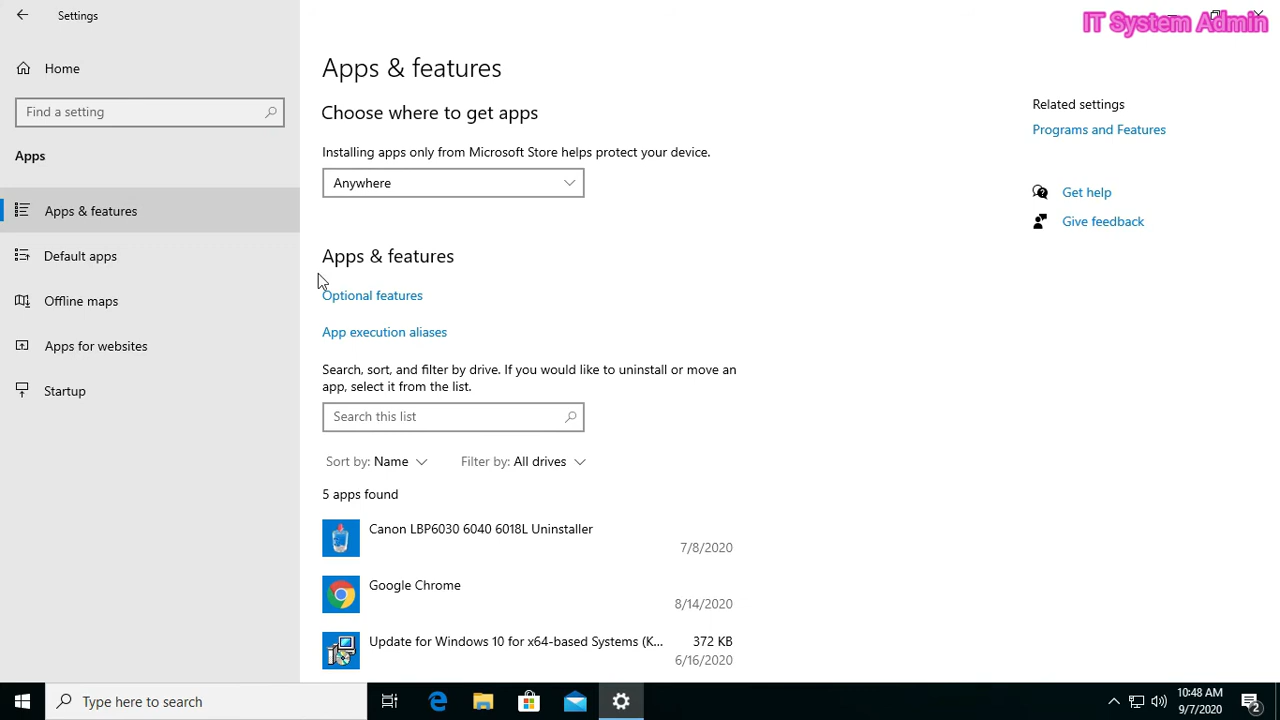 Settings
IT System Admin
Home
Find a setting
Apps
Apps & features
Default apps
Offline maps
Apps for websites
Startup
Apps & features
Choose where to get apps
Installing apps only from Microsoft Store helps protect your device.
Anywhere
Apps & features
Optional features
App execution aliases
Search, sort, and filter by drive. If you would like to uninstall or move an
app, select it from the list.
Search this list
Sort by: Name Filter by: All drives
5 apps found
Canon LBP6030 6040 6018L Uninstaller
7/8/2020
Google Chrome
8/14/2020
Update for Windows 10 for x64-based Systems (K... 372 KB
6/16/2020
Related settings
Programs and Features
Get help
Give feedback
Type here to search
10:48 AM
9/7/2020
2